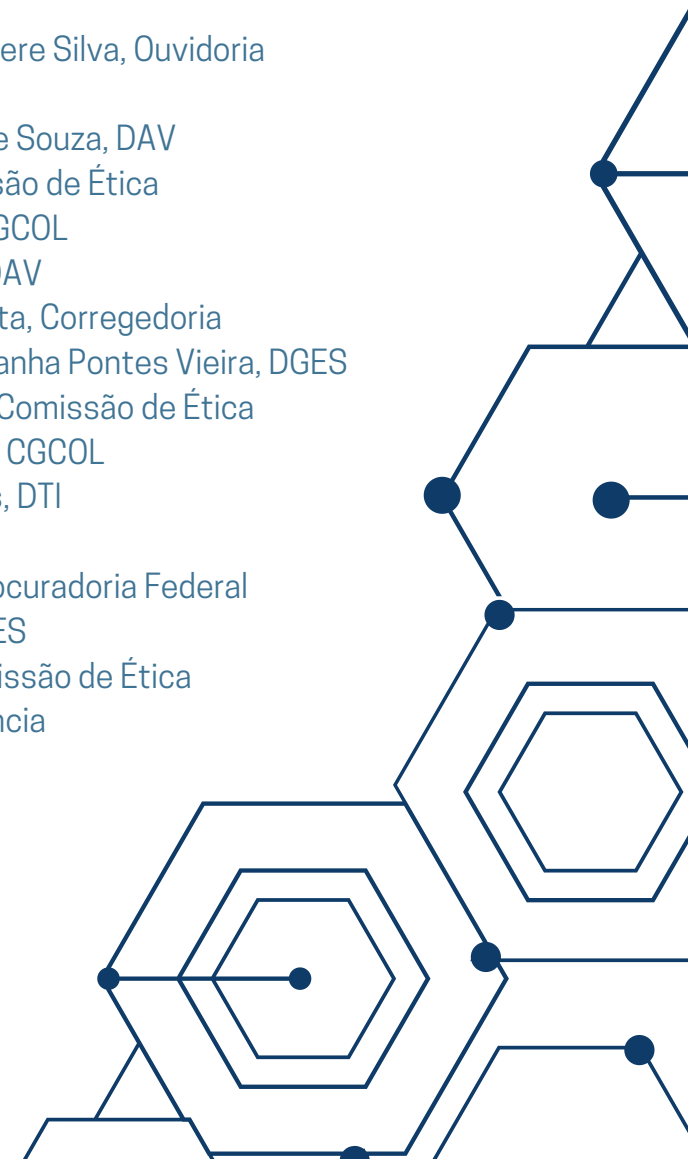 ere Silva, Ouvidoria
e Souza, DAV
são de Ética
GCOL
DAV
ta, Corregedoria
anha Pontes Vieira, DGES
Comissão de Ética
CGCOL
s, DTI
ocuradoria Federal
ES
issão de Ética
ncia